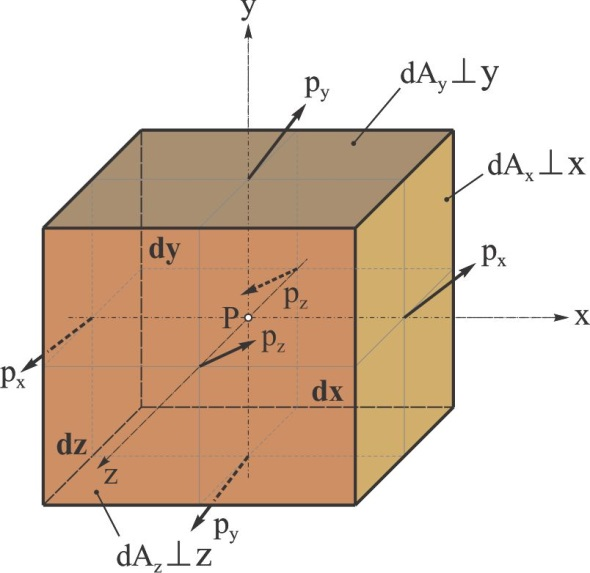 y
p_y
dA_y⊥y
dA_x⊥x
dy
p_x
p_z
P
x
p_z
p_x
dx
dz
z
p_y
dA_z⊥z